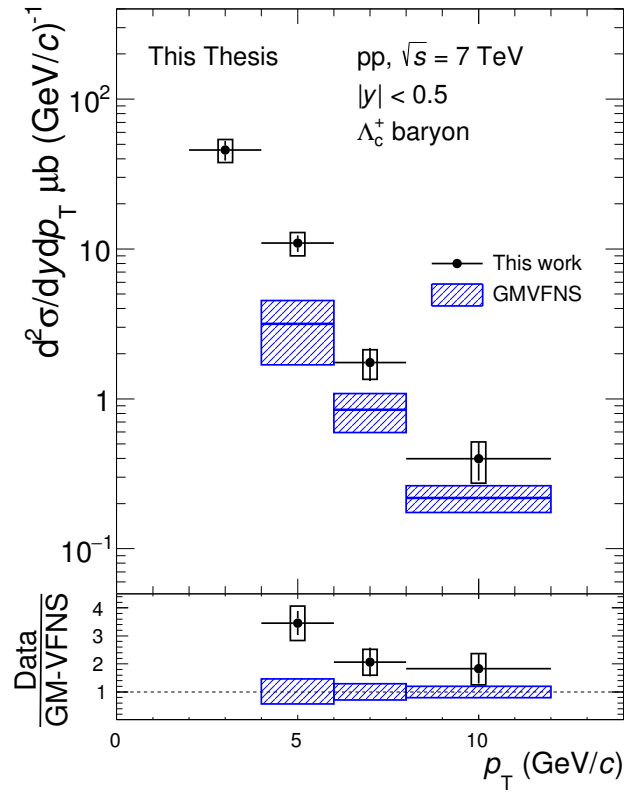 This Thesis
pp, √s = 7 TeV
|y| < 0.5
Λc+ baryon
This work
GMVFNS
d²σ/dydpT μb (GeV/c)-1
10²
10
1
10−1
Data
GM-VFNS
4
3
2
1
0 5 10
pT (GeV/c)